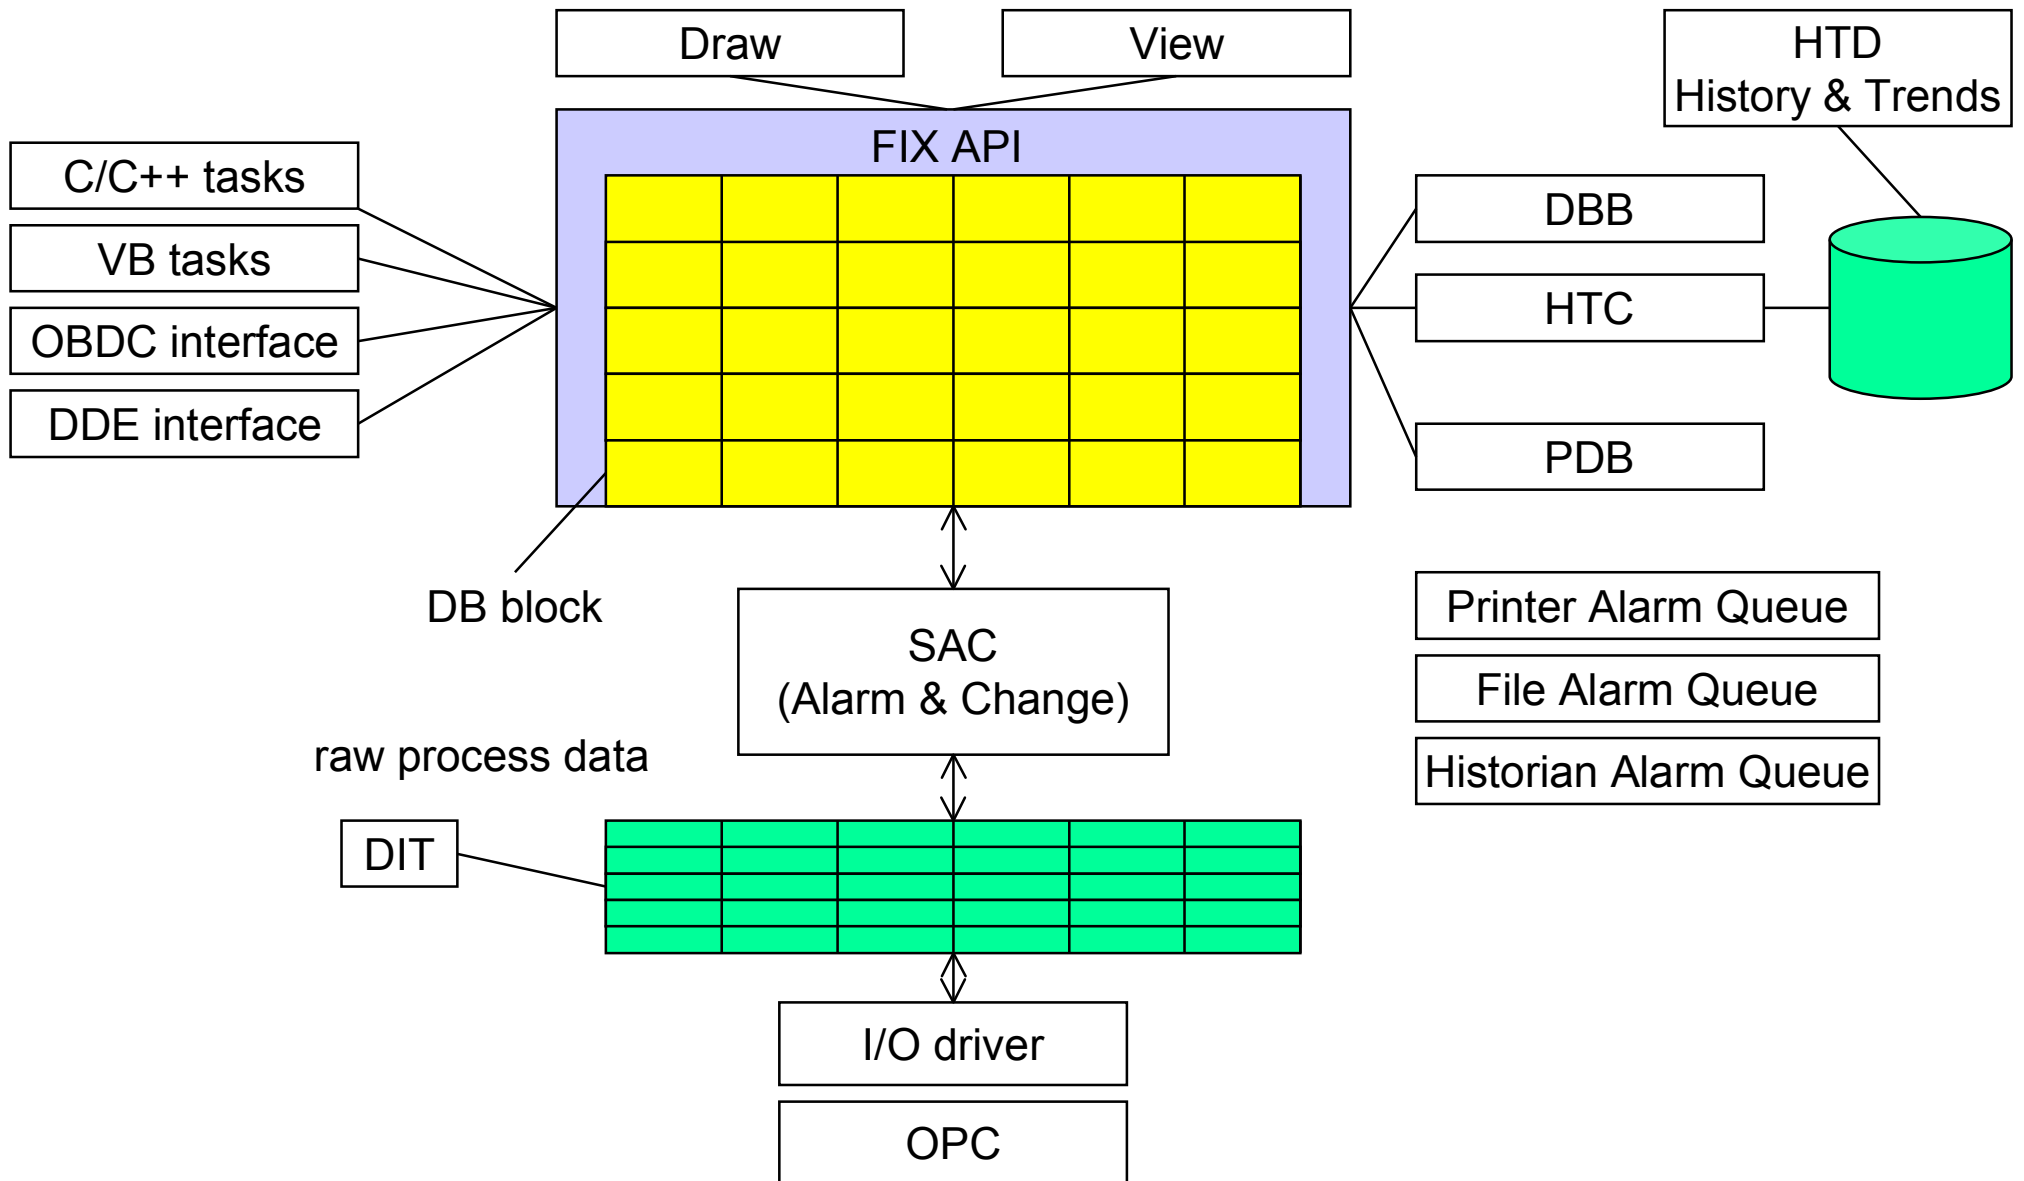 Draw
View
HTD
History & Trends
FIX API
C/C++ tasks
VB tasks
OBDC interface
DDE interface
DBB
HTC
PDB
DB block
SAC
(Alarm & Change)
Printer Alarm Queue
File Alarm Queue
Historian Alarm Queue
raw process data
DIT
I/O driver
OPC